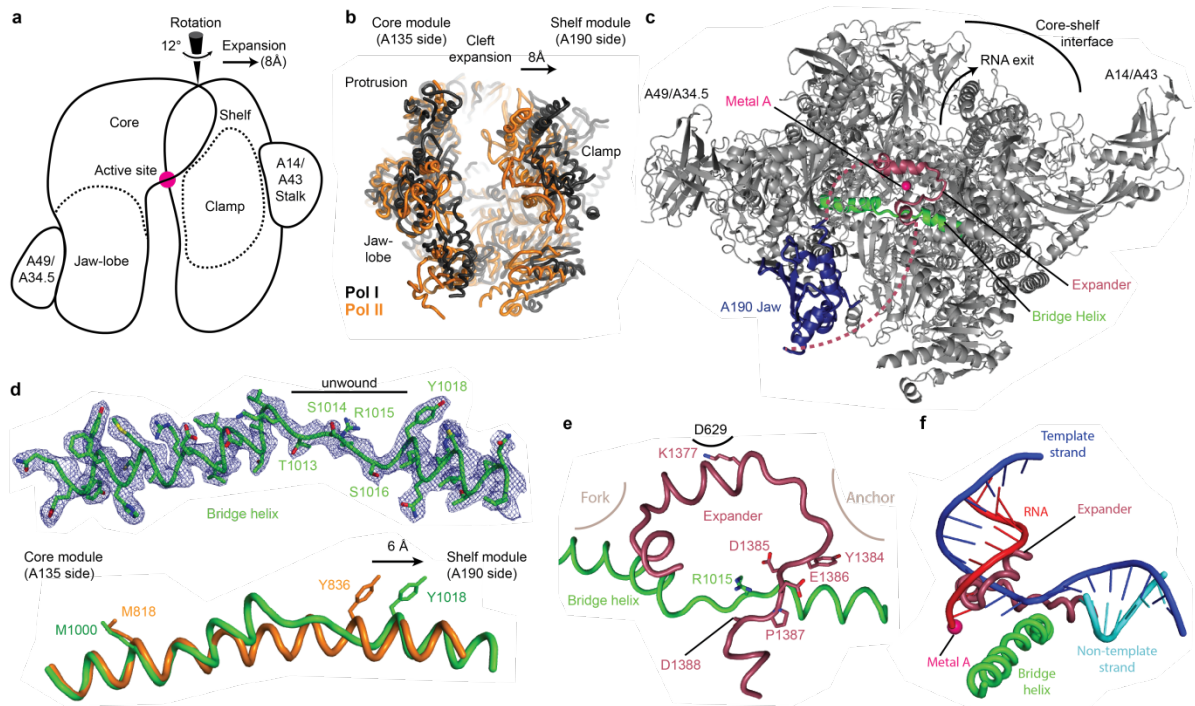 a
Rotation
12°
Expansion
(8Å)
Core
Shelf
Active site
Clamp
A14/
A43
Stalk
Jaw-lobe
A49/
A34.5
b
Core module
(A135 side)
Cleft
expansion
Shelf module
(A190 side)
8Å
Protrusion
Clamp
Jaw-
lobe
Pol I
Pol II
c
Core-shelf
interface
RNA exit
A14/A43
A49/A34.5
Metal A
A190 Jaw
Expander
Bridge Helix
d
unwound
Y1018
S1014
R1015
T1013
S1016
Bridge helix
Core module
(A135 side)
6 Å
Shelf module
(A190 side)
Y836
Y1018
M818
M1000
e
D629
K1377
Fork
Anchor
Expander
D1385
Y1384
R1015
E1386
Bridge helix
P1387
D1388
f
Template
strand
RNA
Expander
Metal A
Bridge
helix
Non-template
strand